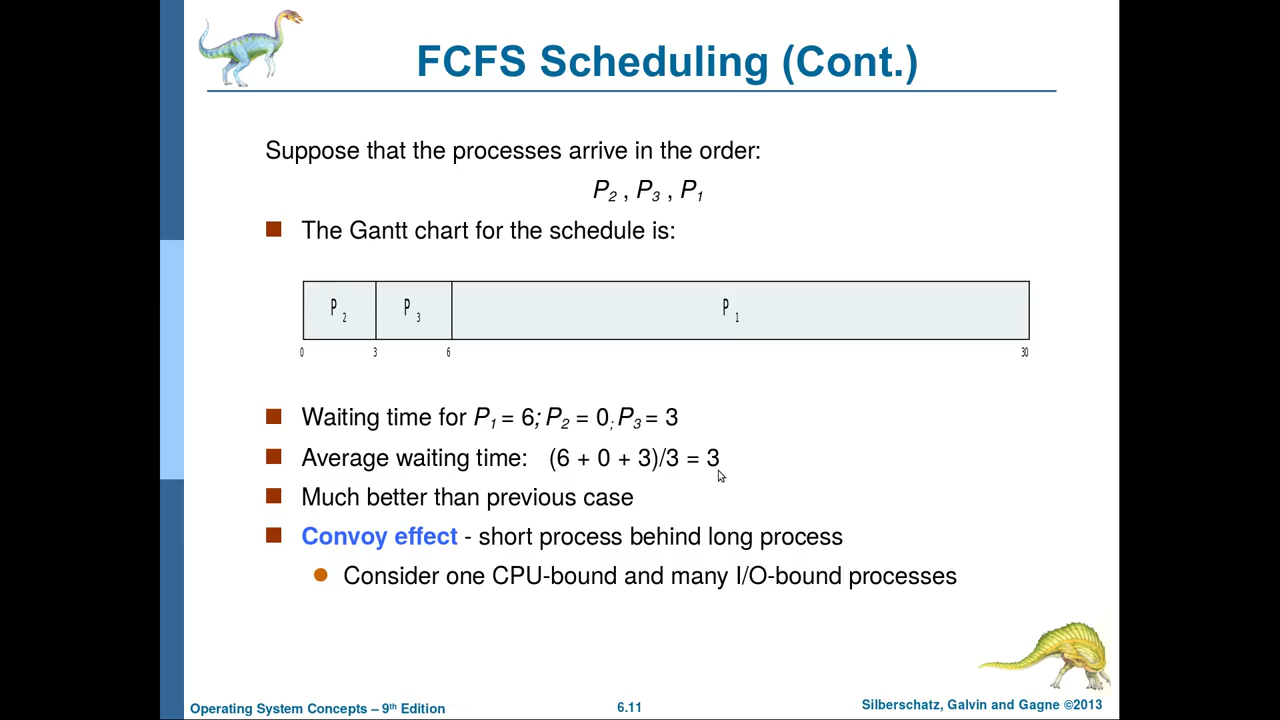 FCFS Scheduling (Cont.)
Suppose that the processes arrive in the order:
P2 , P3 , P1
The Gantt chart for the schedule is:
P2 P3 P1
0 3 6 30
Waiting time for P1 = 6; P2 = 0; P3 = 3
Average waiting time: (6 + 0 + 3)/3 = 3
Much better than previous case
Convoy effect - short process behind long process
Consider one CPU-bound and many I/O-bound processes
Operating System Concepts – 9th Edition 6.11 Silberschatz, Galvin and Gagne ©2013